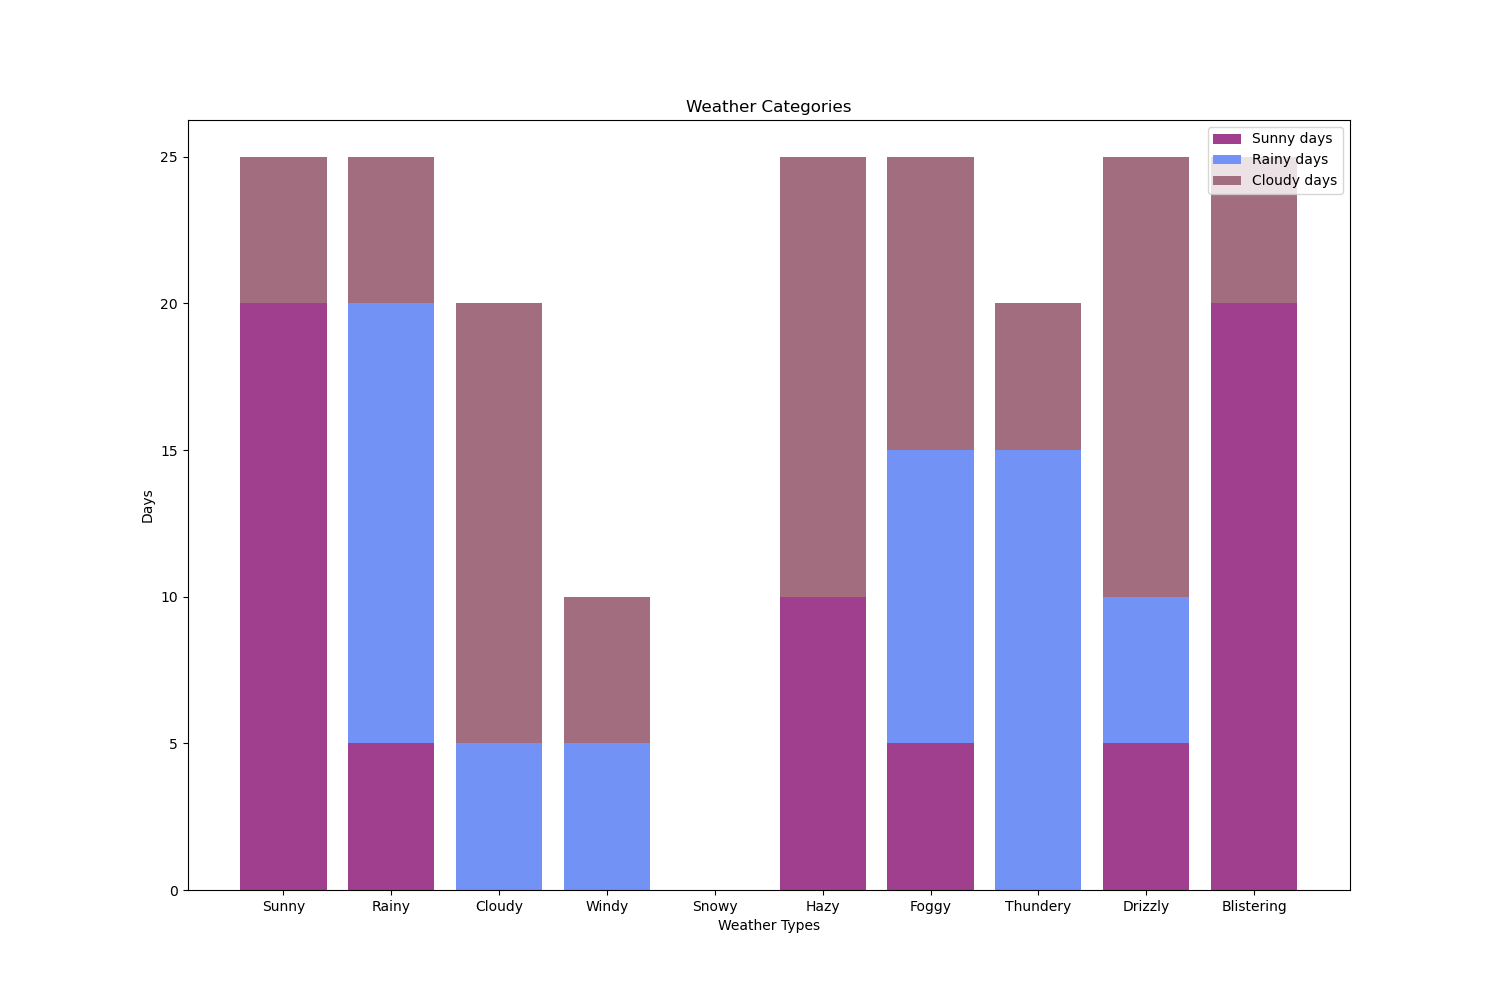 Weather Categories
Sunny days
Rainy days
Cloudy days
25
20
15
10
5
0
Days
Sunny Rainy Cloudy Windy Snowy Hazy Foggy Thundery Drizzly Blistering
Weather Types